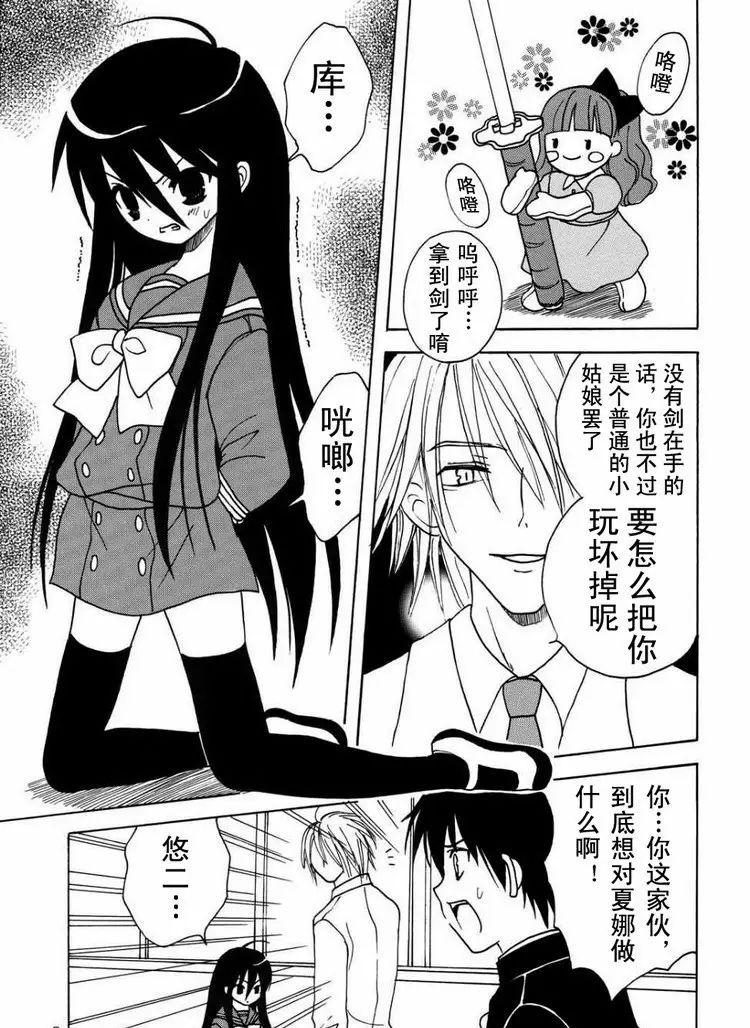 咯噔
咯噔
呜呼呼…
拿到剑了唷
库…
没有剑在手的
话，你也不过
是个普通的小
姑娘罢了
要怎么把你
玩坏掉呢
咣啷…
你…你这家伙，
到底想对夏娜做
什么啊！
悠二…